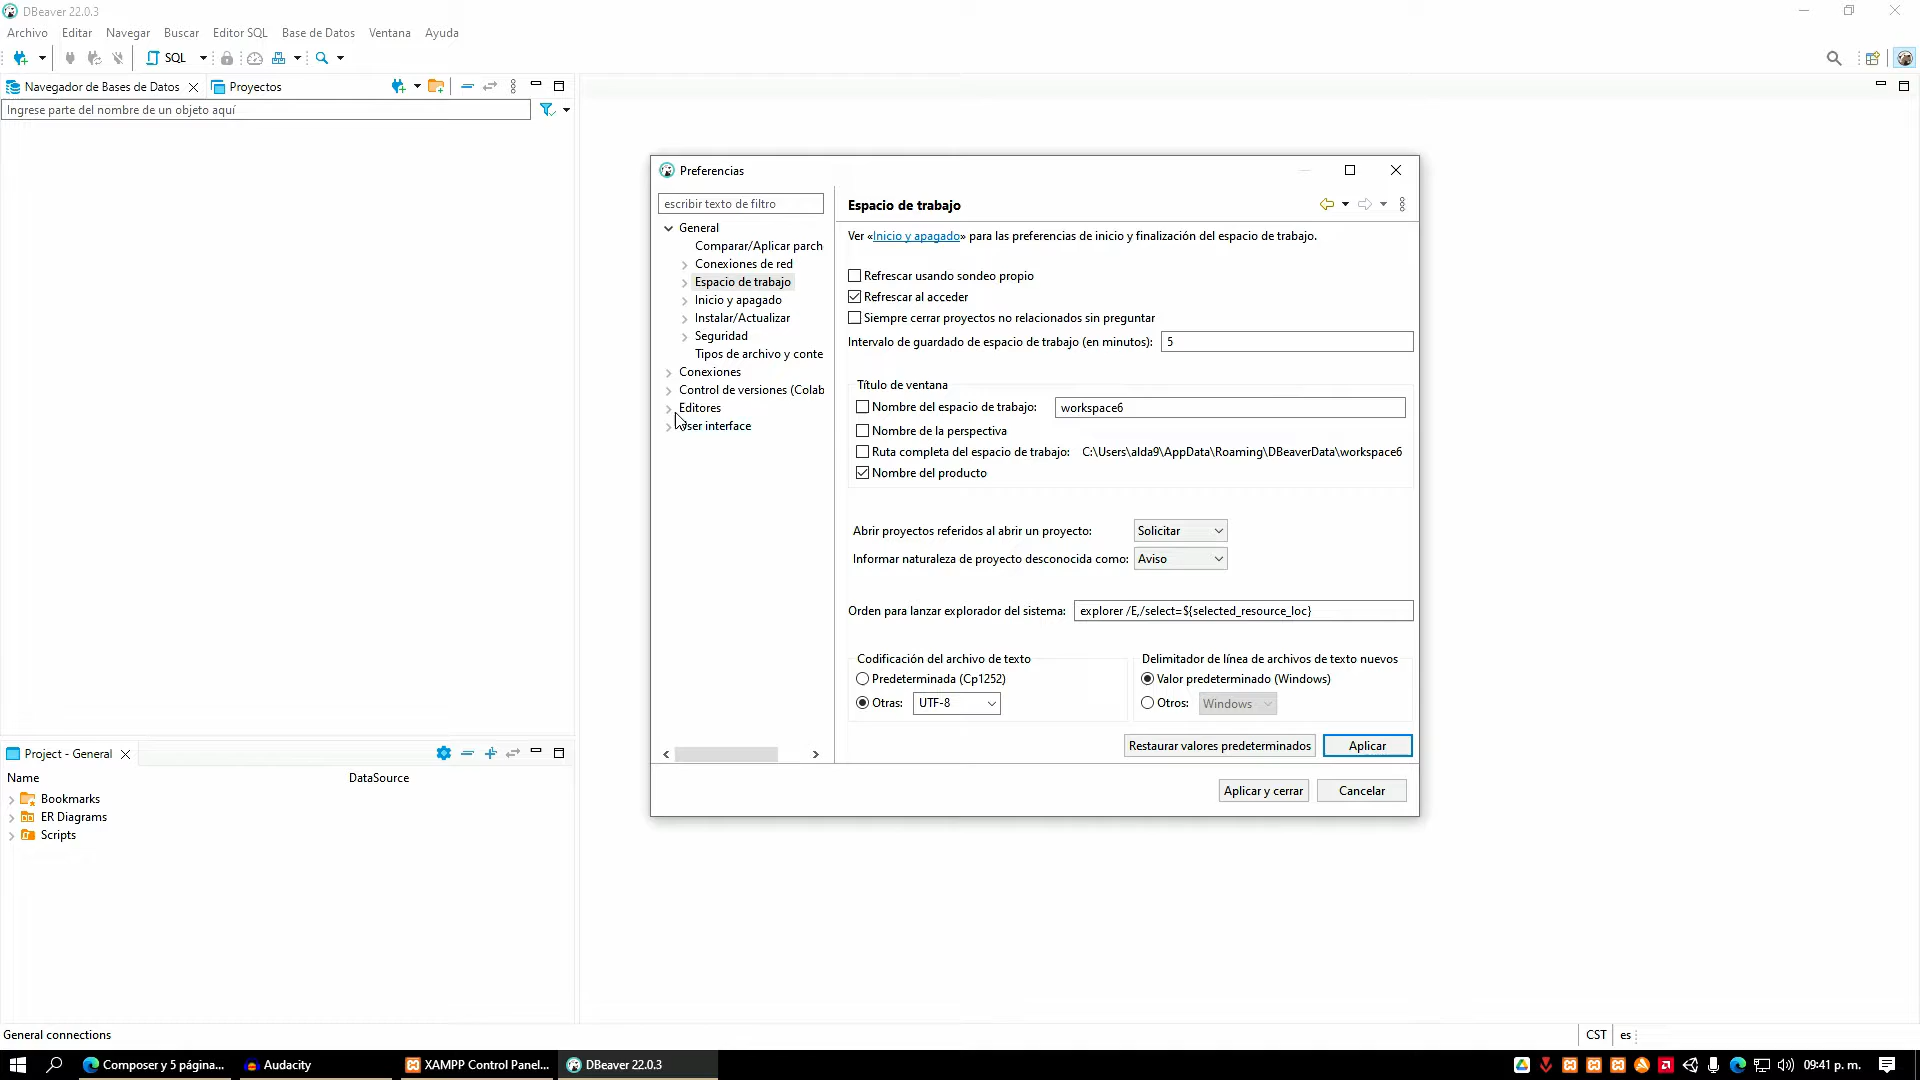 DBeaver 22.0.3
Archivo Editar Navegar Buscar Editor SQL Base de Datos Ventana Ayuda
SQL
Navegador de Bases de Datos Proyectos
Ingrese parte del nombre de un objeto aquí
Preferencias
escribir texto de filtro
General
Comparar/Aplicar parch
Conexiones de red
Espacio de trabajo
Inicio y apagado
Instalar/Actualizar
Seguridad
Tipos de archivo y conte
Conexiones
Control de versiones (Colab
Editores
User interface
Espacio de trabajo
Ver «Inicio y apagado» para las preferencias de inicio y finalización del espacio de trabajo.
Refrescar usando sondeo propio
Refrescar al acceder
Siempre cerrar proyectos no relacionados sin preguntar
Intervalo de guardado de espacio de trabajo (en minutos): 5
Título de ventana
Nombre del espacio de trabajo: workspace6
Nombre de la perspectiva
Ruta completa del espacio de trabajo: C:\Users\alda9\AppData\Roaming\DBeaverData\workspace6
Nombre del producto
Abrir proyectos referidos al abrir un proyecto: Solicitar
Informar naturaleza de proyecto desconocida como: Aviso
Orden para lanzar explorador del sistema: explorer /E,/select=${selected_resource_loc}
Codificación del archivo de texto
Predeterminada (Cp1252)
Otras: UTF-8
Delimitador de línea de archivos de texto nuevos
Valor predeterminado (Windows)
Otros: Windows
Restaurar valores predeterminados Aplicar
Aplicar y cerrar Cancelar
Project - General
Name DataSource
Bookmarks
ER Diagrams
Scripts
General connections CST es
Composer y 5 página... Audacity XAMPP Control Panel... DBeaver 22.0.3 09:41 p. m.